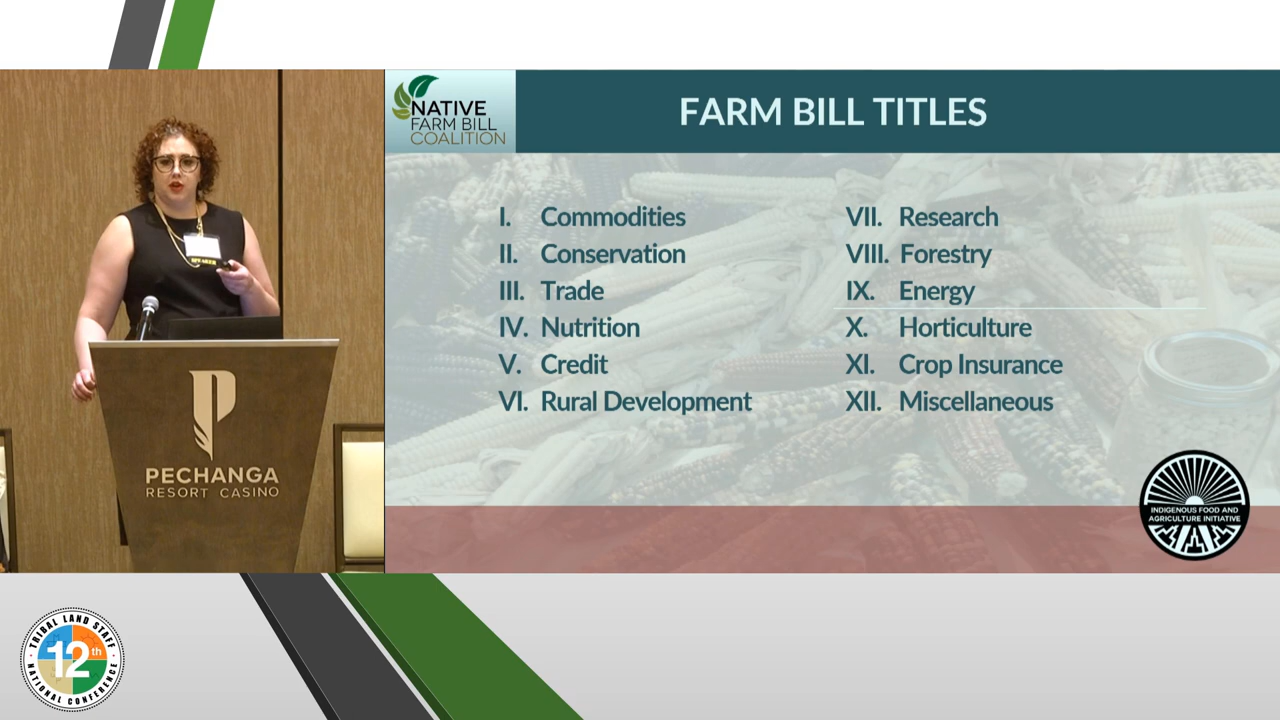 NATIVE
FARM BILL
COALITION
FARM BILL TITLES
I. Commodities
II. Conservation
III. Trade
IV. Nutrition
V. Credit
VI. Rural Development
VII. Research
VIII. Forestry
IX. Energy
X. Horticulture
XI. Crop Insurance
XII. Miscellaneous
SPEAKER
P
PECHANGA
RESORT CASINO
INDIGENOUS FOOD AND
AGRICULTURE INITIATIVE
TRIBAL LAND STAFF
12th
NATIONAL CONFERENCE